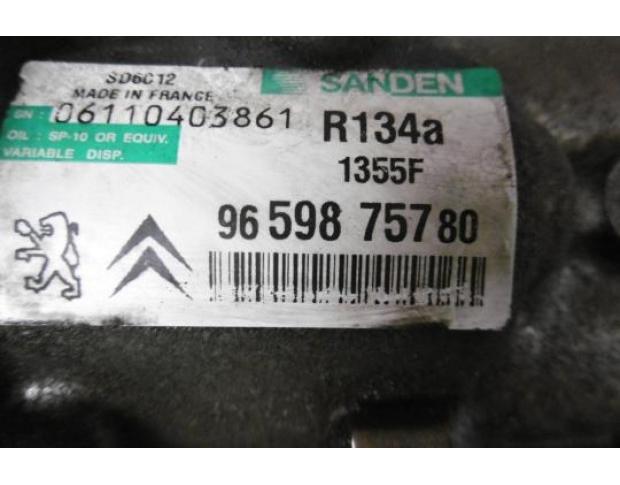 SD6C12
MADE IN FRANCE
SANDEN
SN: 06110403861
OIL : SP-10 OR EQUIV.
VARIABLE DISP.
R134a
1355F
96 598 757 80